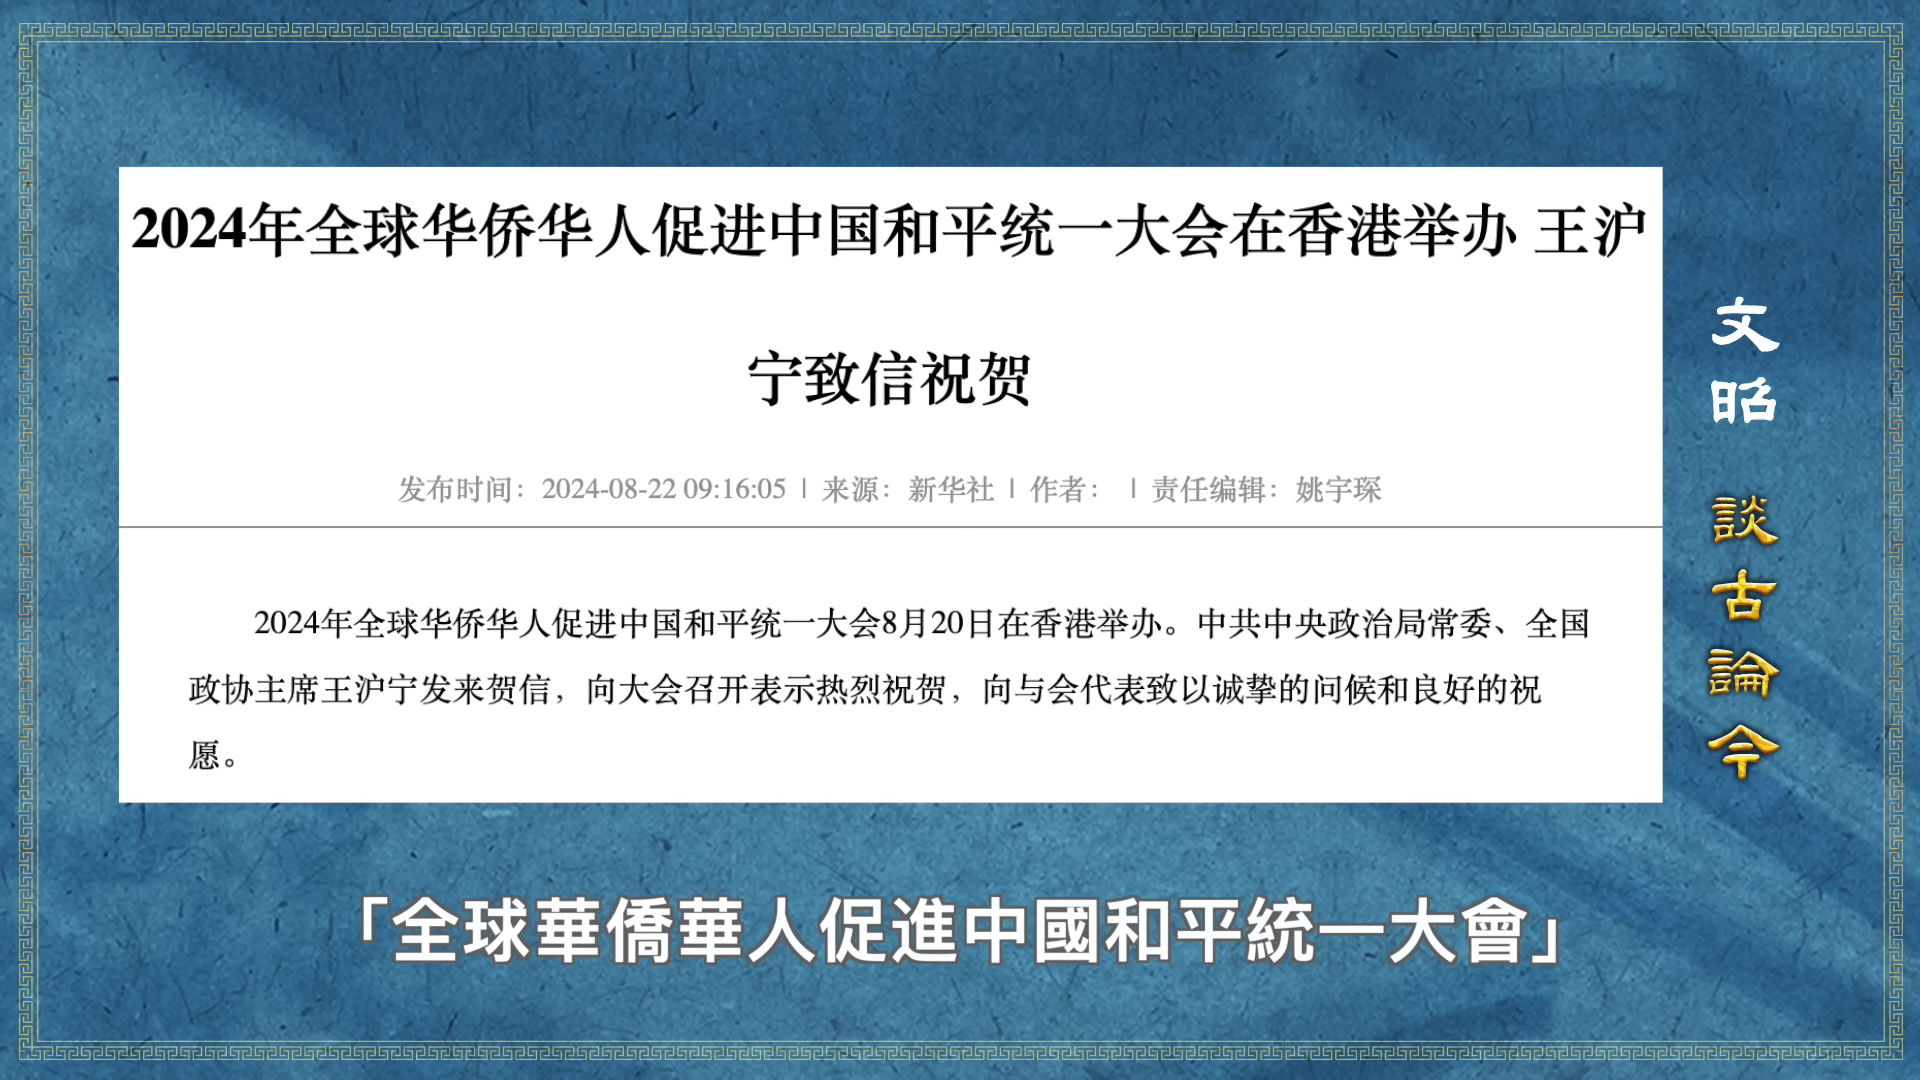 2024年全球华侨华人促进中国和平统一大会在香港举办 王沪
宁致信祝贺
发布时间：2024-08-22 09:16:05 | 来源：新华社 | 作者： | 责任编辑：姚宇琛
2024年全球华侨华人促进中国和平统一大会8月20日在香港举办。中共中央政治局常委、全国
政协主席王沪宁发来贺信，向大会召开表示热烈祝贺，向与会代表致以诚挚的问候和良好的祝
愿。
文昭
談古論今
「全球華僑華人促進中國和平統一大會」